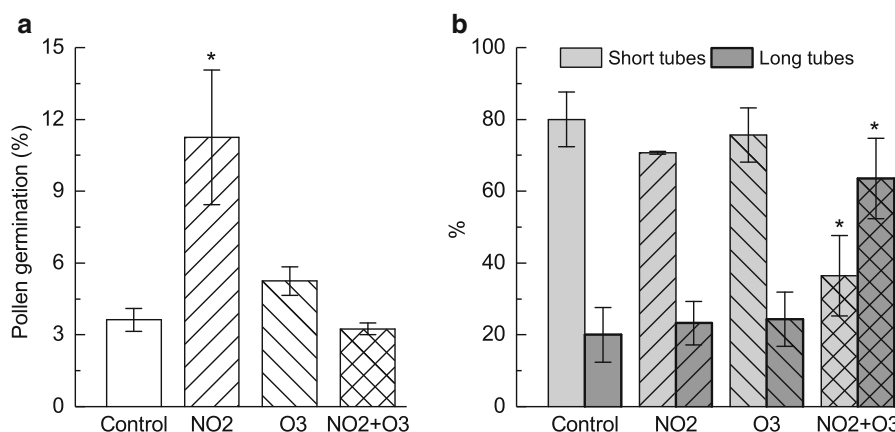 a
Pollen germination (%)
15
12
9
6
3
0
*
Control NO2 O3 NO2+O3
b
%
100
80
60
40
20
0
Short tubes Long tubes
*
*
Control NO2 O3 NO2+O3